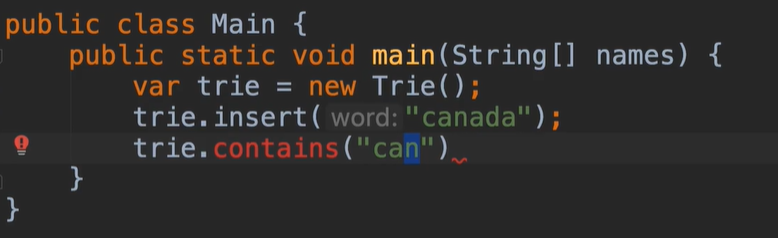 public class Main {
public static void main(String[] names) {
var trie = new Trie();
trie.insert( word: "canada");
trie.contains("can")
}
}